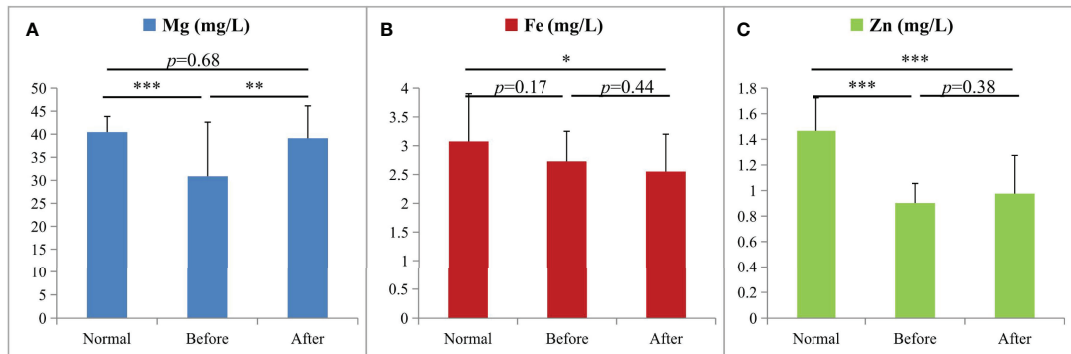 A
Mg (mg/L)
p=0.68
***
**
50
45
40
35
30
25
20
15
10
5
0
Normal
Before
After
B
Fe (mg/L)
*
p=0.17
p=0.44
4
3.5
3
2.5
2
1.5
1
0.5
0
Normal
Before
After
C
Zn (mg/L)
***
***
p=0.38
1.8
1.6
1.4
1.2
1
0.8
0.6
0.4
0.2
0
Normal
Before
After